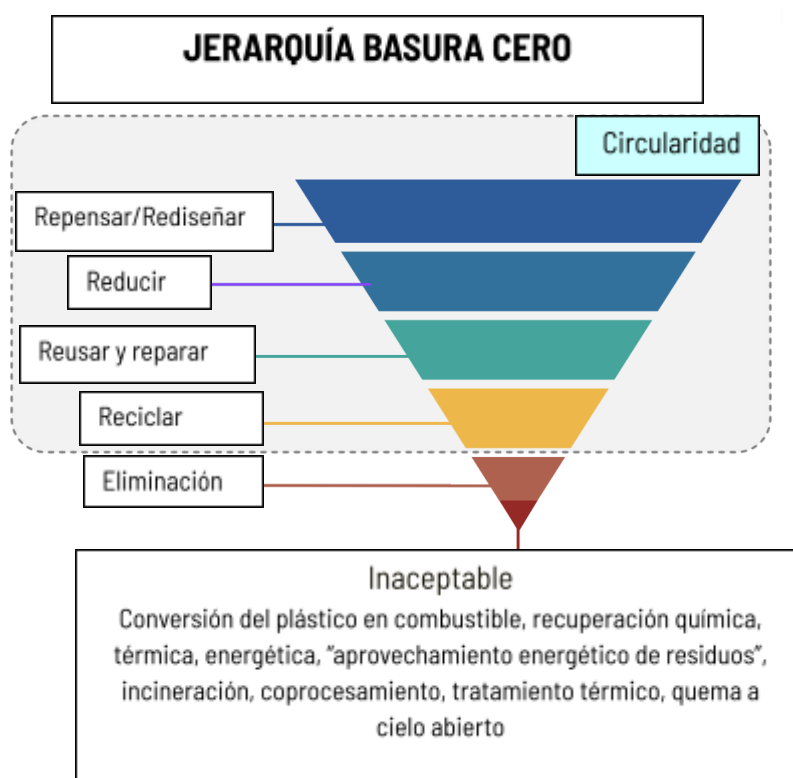 JERARQUÍA BASURA CERO
Circularidad
Repensar/Rediseñar
Reducir
Reusar y reparar
Reciclar
Eliminación
Inaceptable
Conversión del plástico en combustible, recuperación química,
térmica, energética, “aprovechamiento energético de residuos”,
incineración, coprocesamiento, tratamiento térmico, quema a
cielo abierto